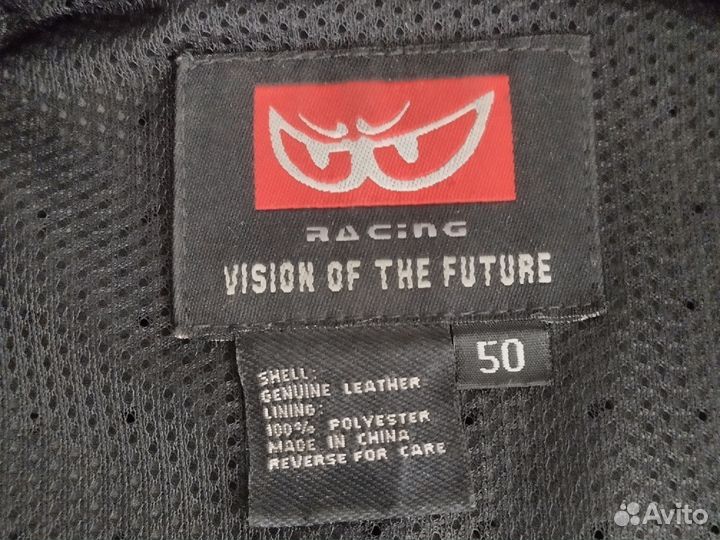 RACING
VISION OF THE FUTURE
50
SHELL:
GENUINE LEATHER
LINING:
100% POLYESTER
MADE IN CHINA
REVERSE FOR CARE
Avito